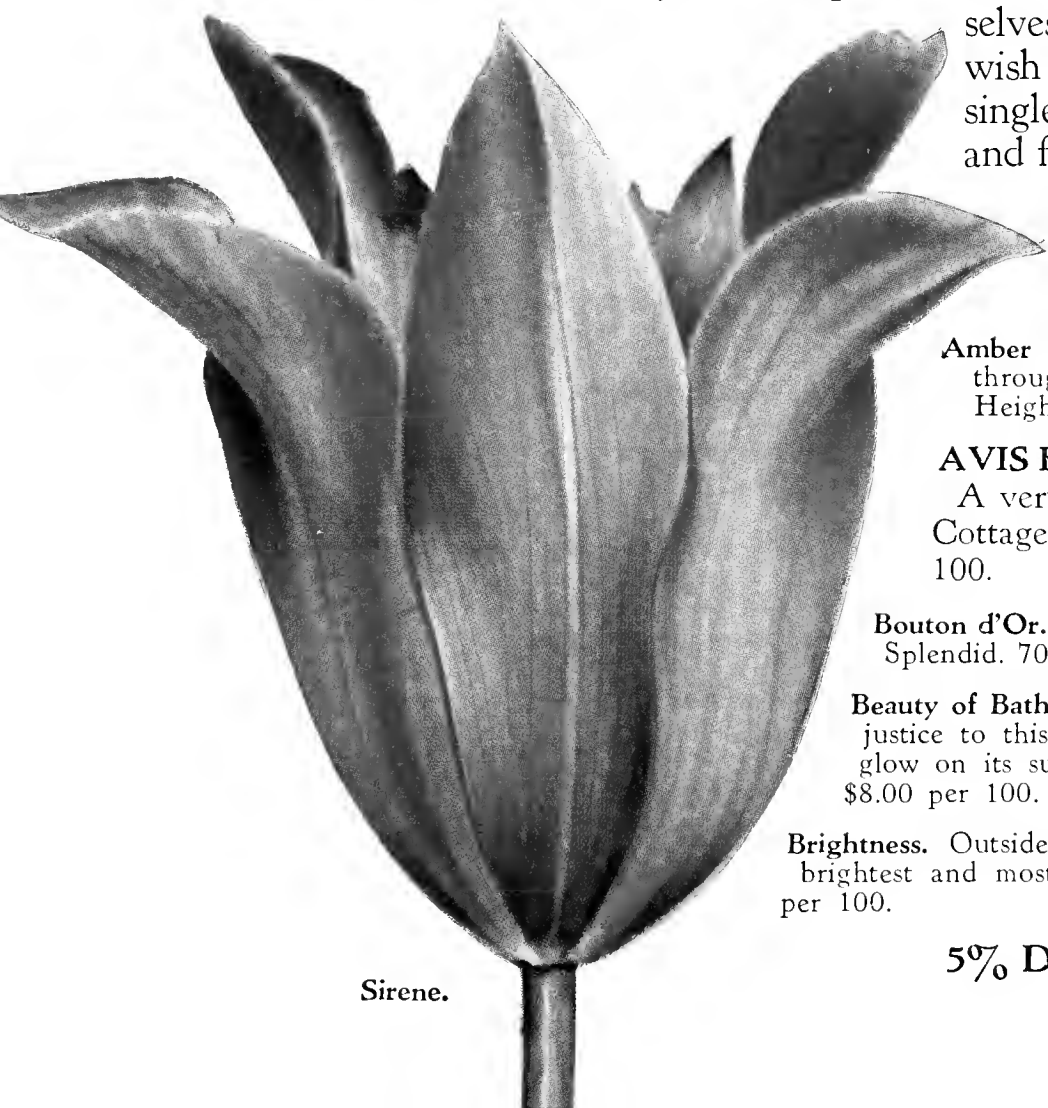 selves
wish
single
and f
Amber
throug
Heigh
AVIS E
A ver
Cottage
100.
Bouton d'Or.
Splendid. 70
Beauty of Bath
justice to this
glow on its su
$8.00 per 100.
Brightness. Outside
brightest and most
per 100.
5% D
Sirene.